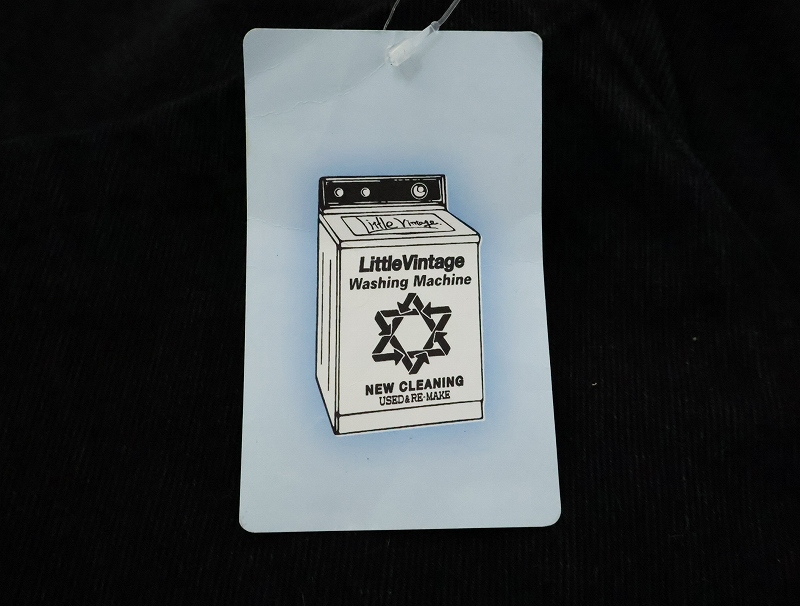 Little Vintage.
LittleVintage
Washing Machine
NEW CLEANING
USED & RE-MAKE